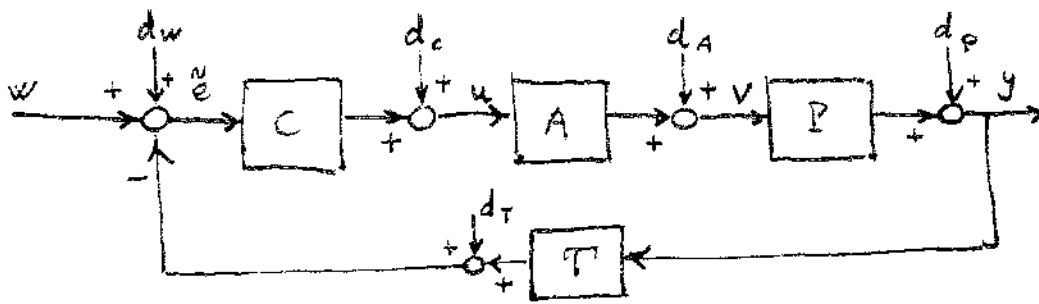 d_w d_c d_A d_P
w + + ẽ C + + u A + + v P + + y
-
d_T
+ + T